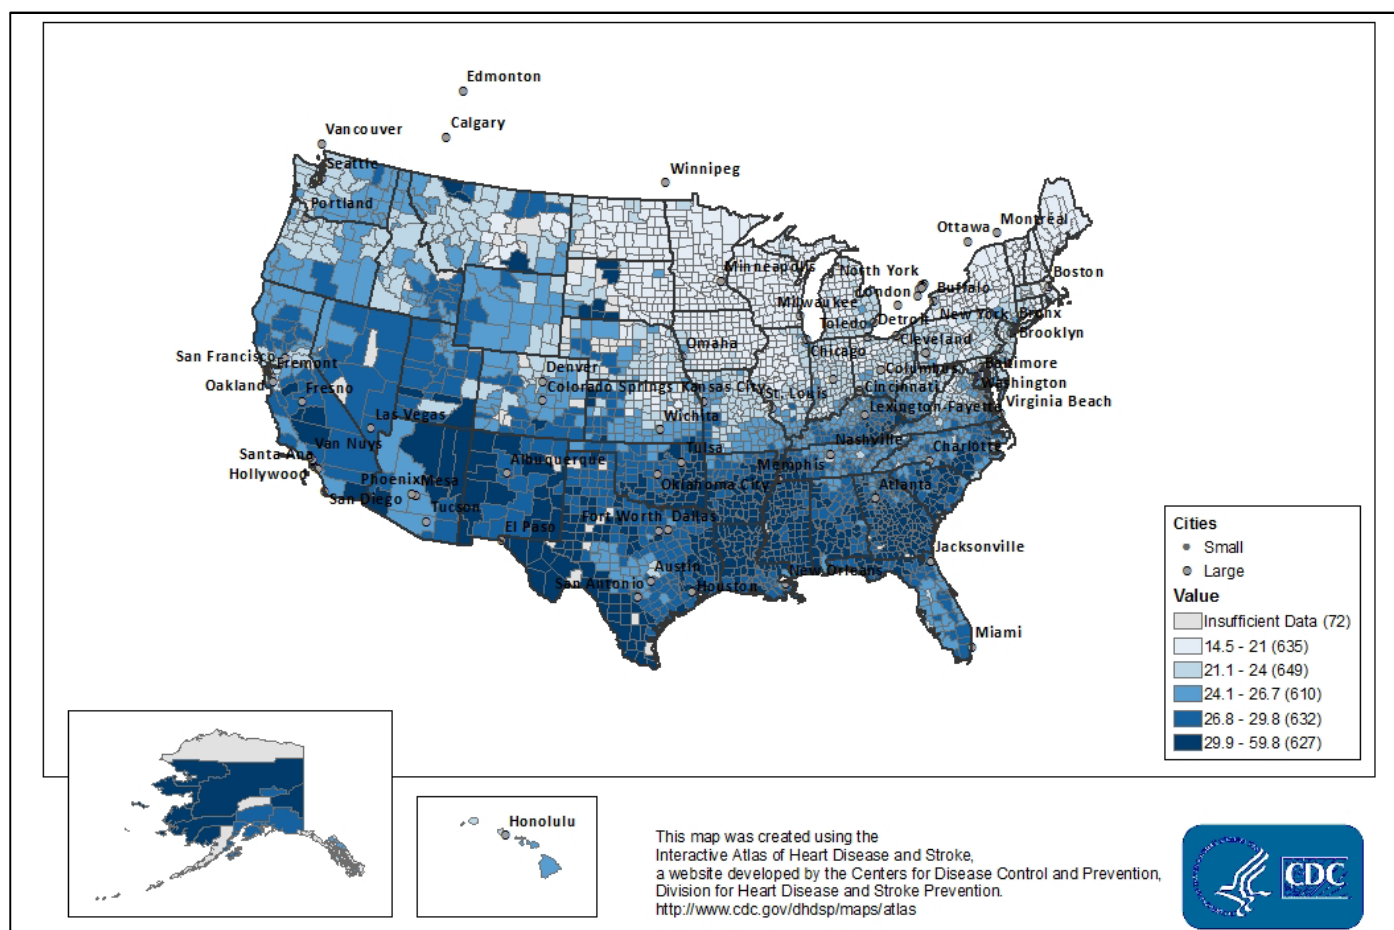 Edmonton
Calgary
Vancouver
Seattle
Winnipeg
Portland
Ottawa
Montréal
Minneapolis
North York
Boston
London
Buffalo
Milwaukee
New York
Bronx
Toledo
Detroit
Brooklyn
Omaha
Chicago
Cleveland
San Francisco
Fremont
Denver
Columbus
Baltimore
Oakland
Fresno
Colorado Springs
Kansas City
St. Louis
Cincinnati
Washington
Las Vegas
Wichita
Lexington-Fayette
Virginia Beach
Van Nuys
Tulsa
Nashville
Charlotte
Santa Ana
Albuquerque
Memphis
Hollywood
Phoenix
Mesa
Oklahoma City
Atlanta
San Diego
Tucson
El Paso
Fort Worth
Dallas
Jacksonville
Austin
New Orleans
San Antonio
Houston
Miami
Cities
Small
Large
Value
Insufficient Data (72)
14.5 - 21 (635)
21.1 - 24 (649)
24.1 - 26.7 (610)
26.8 - 29.8 (632)
29.9 - 59.8 (627)
Honolulu
This map was created using the
Interactive Atlas of Heart Disease and Stroke,
a website developed by the Centers for Disease Control and Prevention,
Division for Heart Disease and Stroke Prevention.
http://www.cdc.gov/dhdsp/maps/atlas
CDC